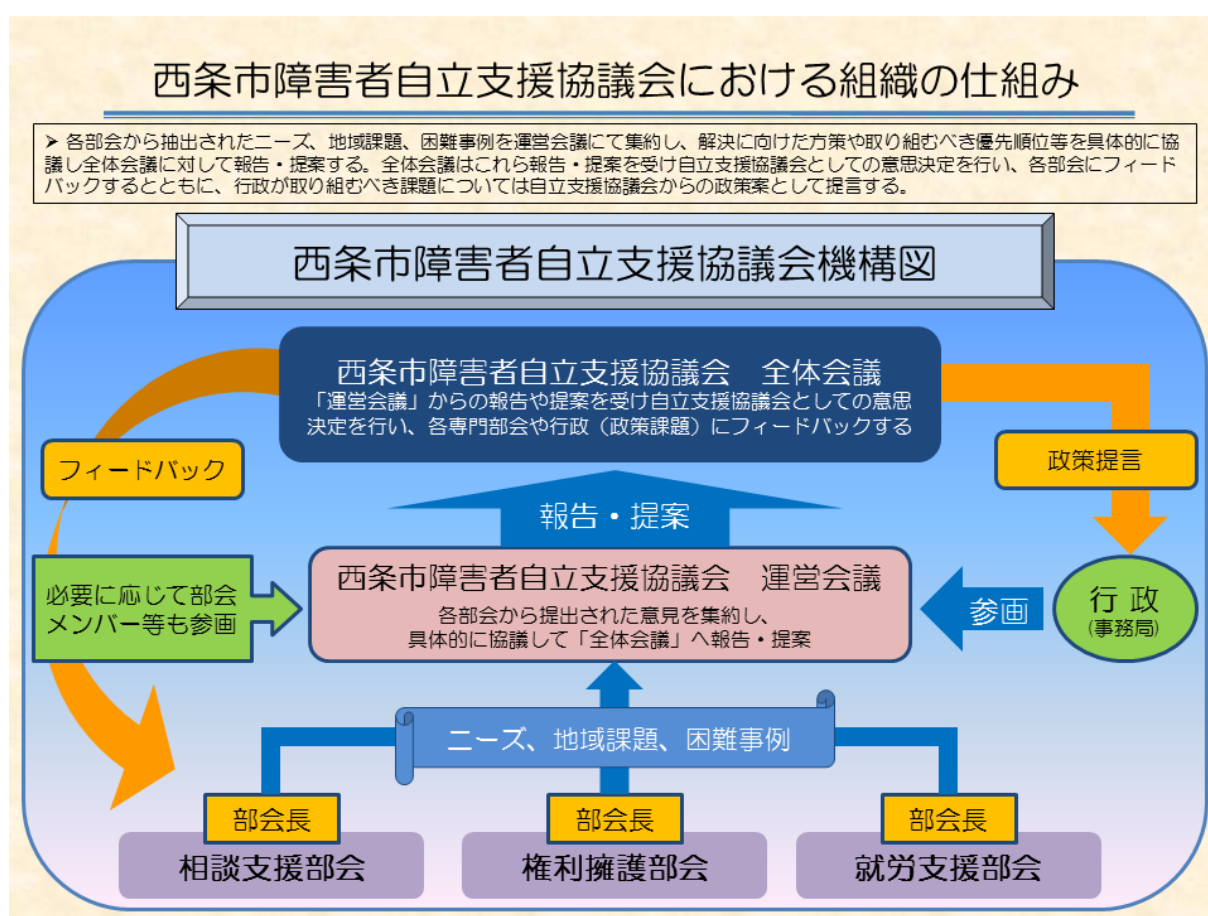 西条市障害者自立支援協議会における組織の仕組み
➢ 各部会から抽出されたニーズ、地域課題、困難事例を運営会議にて集約し、解決に向けた方策や取り組むべき優先順位等を具体的に協
議し全体会議に対して報告・提案する。全体会議はこれら報告・提案を受け自立支援協議会としての意思決定を行い、各部会にフィード
バックするとともに、行政が取り組むべき課題については自立支援協議会からの政策案として提言する。
西条市障害者自立支援協議会機構図
西条市障害者自立支援協議会　全体会議
「運営会議」からの報告や提案を受け自立支援協議会としての意思
決定を行い、各専門部会や行政（政策課題）にフィードバックする
フィードバック
政策提言
報告・提案
西条市障害者自立支援協議会　運営会議
各部会から提出された意見を集約し、
具体的に協議して「全体会議」へ報告・提案
必要に応じて部会
メンバー等も参画
参画
行 政
(事務局)
ニーズ、地域課題、困難事例
部会長
部会長
部会長
相談支援部会
権利擁護部会
就労支援部会